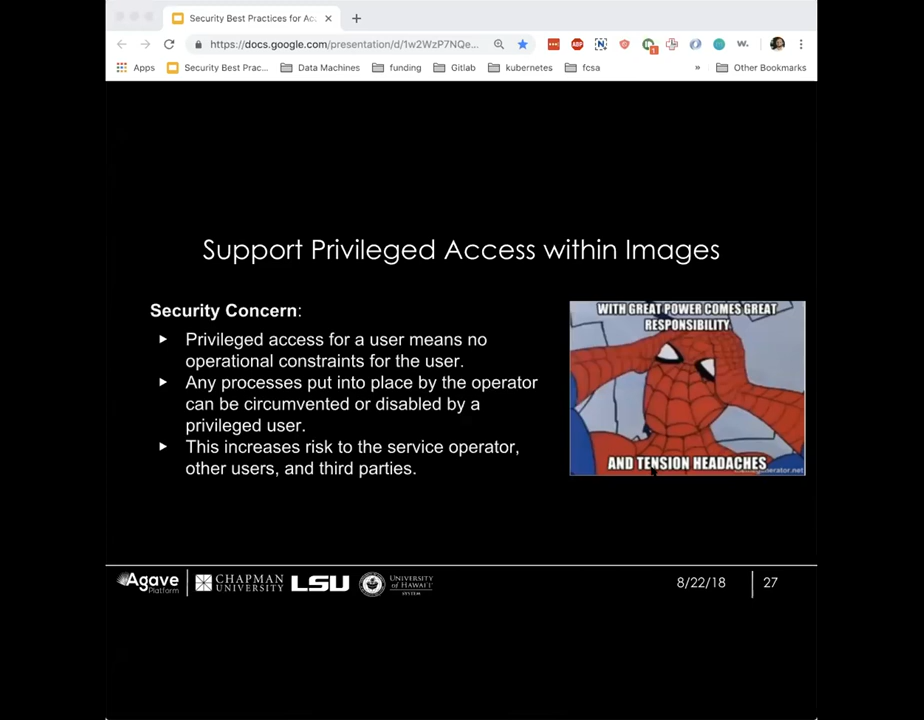 Security Best Practices for Ac
https://docs.google.com/presentation/d/1w2WzP7NQe...
Apps
Security Best Prac...
Data Machines
funding
Gitlab
kubernetes
fcsa
»
Other Bookmarks
Support Privileged Access within Images
Security Concern:
Privileged access for a user means no
operational constraints for the user.
Any processes put into place by the operator
can be circumvented or disabled by a
privileged user.
This increases risk to the service operator,
other users, and third parties.
WITH GREAT POWER COMES GREAT
RESPONSIBILITY
AND TENSION HEADACHES
Agave
Platform
CHAPMAN
UNIVERSITY
LSU
UNIVERSITY
of HAWAI'I
SYSTEM
8/22/18
27